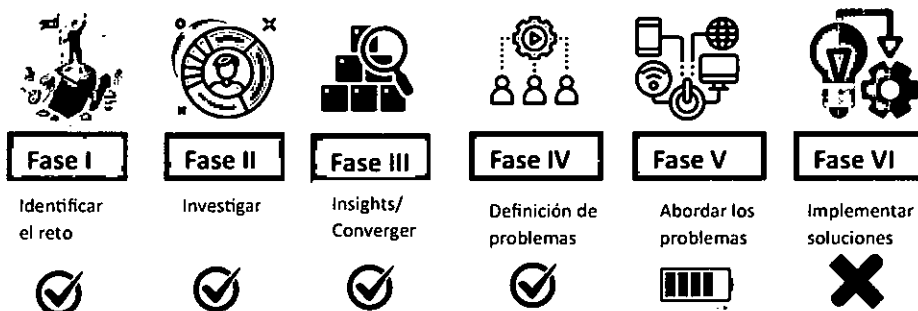 Fase I
Fase II
Fase III
Fase IV
Fase V
Fase VI
Identificar
el reto
Investigar
Insights/
Converger
Definición de
problemas
Abordar los
problemas
Implementar
soluciones